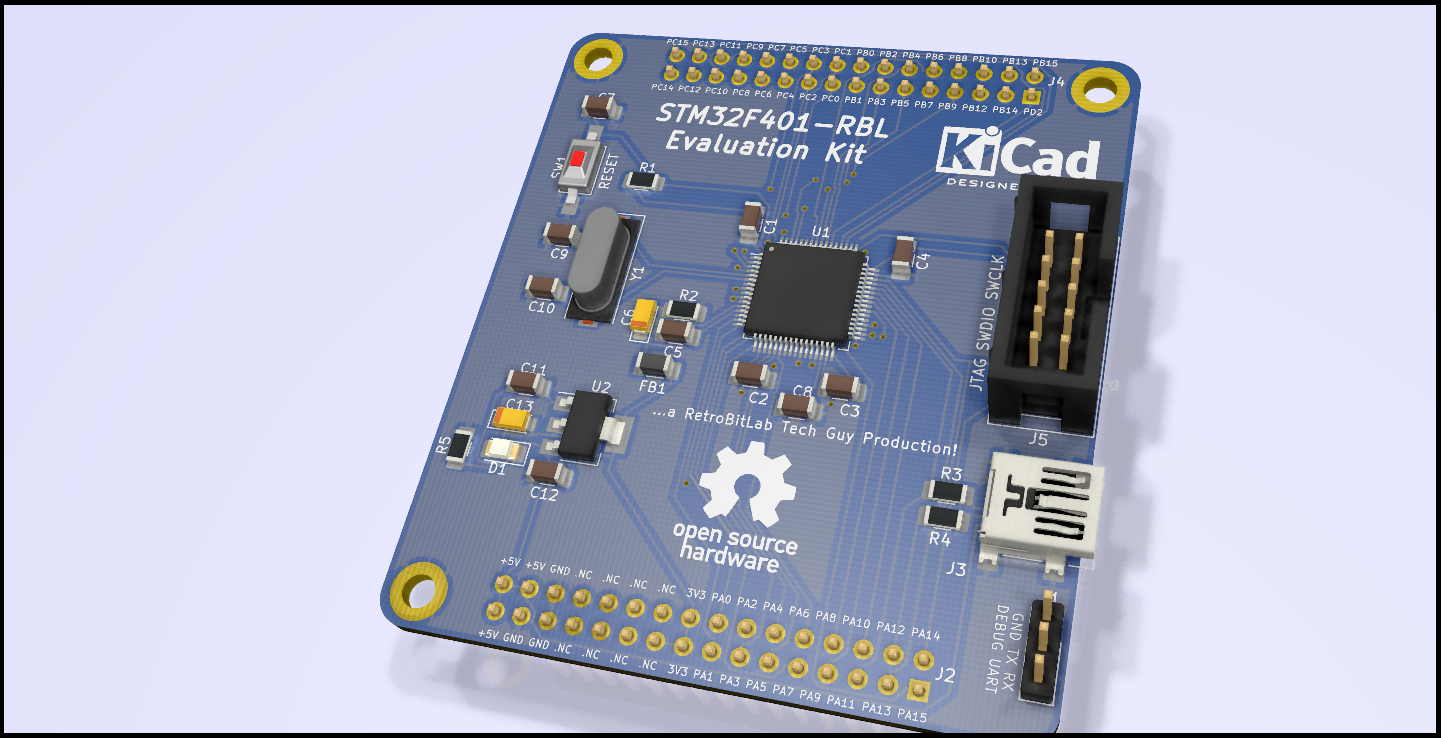 PC15 PC13 PC11 PC9 PC7 PC5 PC3 PC1 PB0 PB2 PB4 PB6 PB8 PB10 PB13 PB15
J4
PC14 PC12 PC10 PC8 PC6 PC4 PC2 PC0 PB1 PB3 PB5 PB7 PB9 PB12 PB14 PD2
C7
STM32F401-RBL
Evaluation Kit
KiCad
SW1
RESET
R1
C1
U1
C4
C9
Y1
C10
C6
R2
C5
FB1
JTAG SWDIO SWCLK
C11
U2
C13
C2
C8
C3
...a RetroBitLab Tech Guy Production!
J5
R5
D1
C12
R3
R4
open source
hardware
J3
+5V +5V GND .NC .NC .NC .NC 3V3 PA0 PA2 PA4 PA6 PA8 PA10 PA12 PA14
J2
+5V GND GND .NC .NC .NC .NC 3V3 PA1 PA3 PA5 PA7 PA9 PA11 PA13 PA15
GND TX RX
DEBUG UART